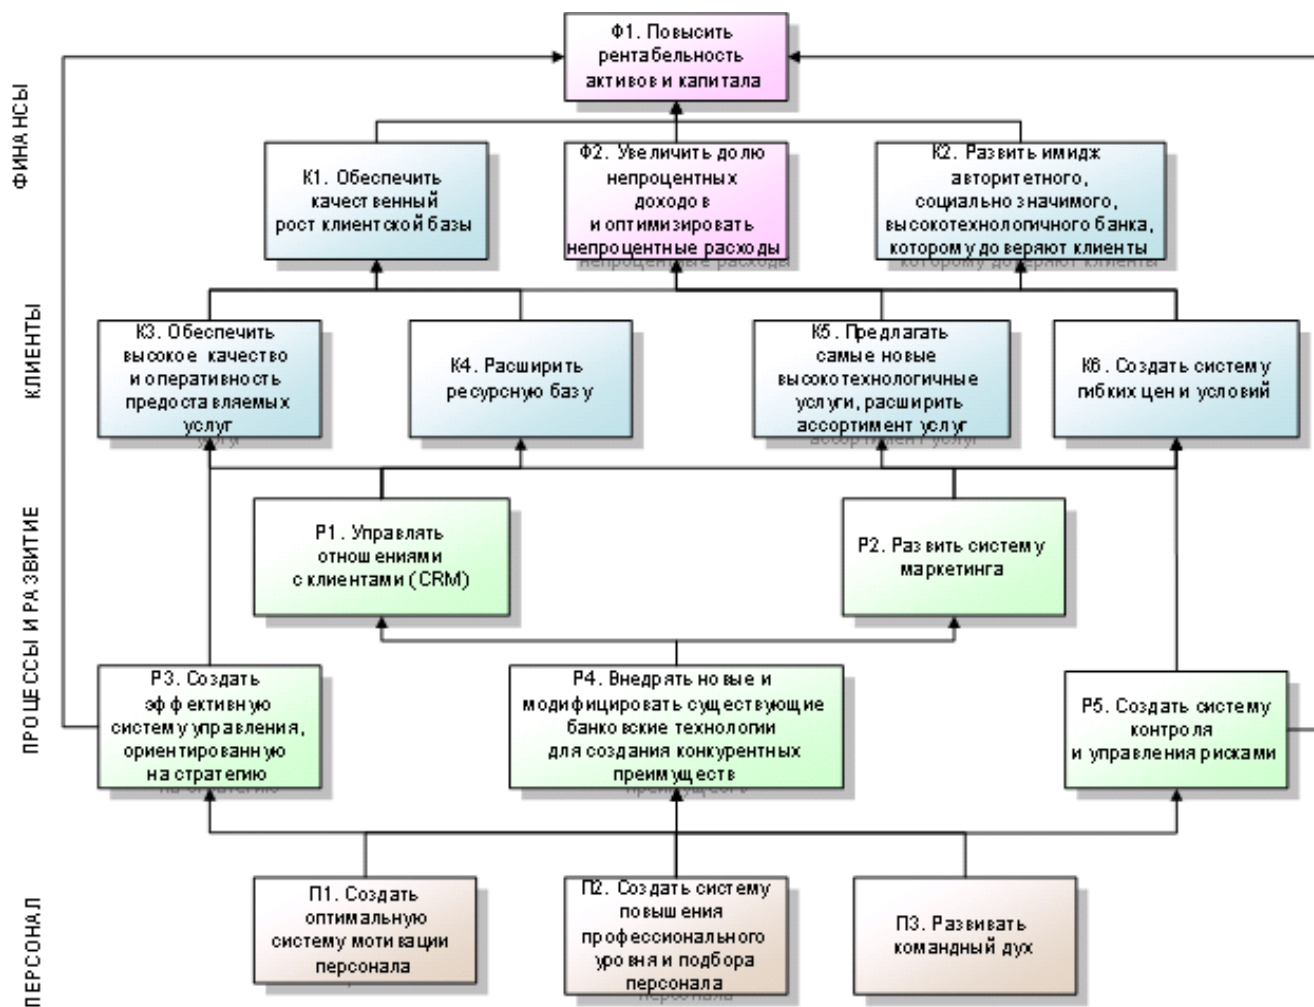 Ф1. Повысить
рентабельность
активов и капитала
ФИНАНСЫ
К1. Обеспечить
качественный
рост клиентской базы
Ф2. Увеличить долю
непроцентных
доходов
и оптимизировать
непроцентные расходы
К2. Развить имидж
авторитетного,
социально значимого,
высокотехнологичного банка,
которому доверяют клиенты
КЛИЕНТЫ
К3. Обеспечить
высокое качество
и оперативность
предоставляемых
услуг
К4. Расширить
ресурсную базу
К5. Предлагать
самые новые
высокотехнологичные
услуги, расширить
ассортимент услуг
К6. Создать систему
гибких цен и условий
ПРОЦЕССЫ И РАЗВИТИЕ
Р1. Управлять
отношениями
с клиентами (CRM)
Р2. Развить систему
маркетинга
Р3. Создать
эффективную
систему управления,
ориентированную
на стратегию
Р4. Внедрять новые и
модифицировать существующие
банковские технологии
для создания конкурентных
преимуществ
Р5. Создать систему
контроля
и управления рисками
ПЕРСОНАЛ
П1. Создать
оптимальную
систему мотивации
персонала
П2. Создать систему
повышения
профессионального
уровня и подбора
персонала
П3. Развивать
командный дух